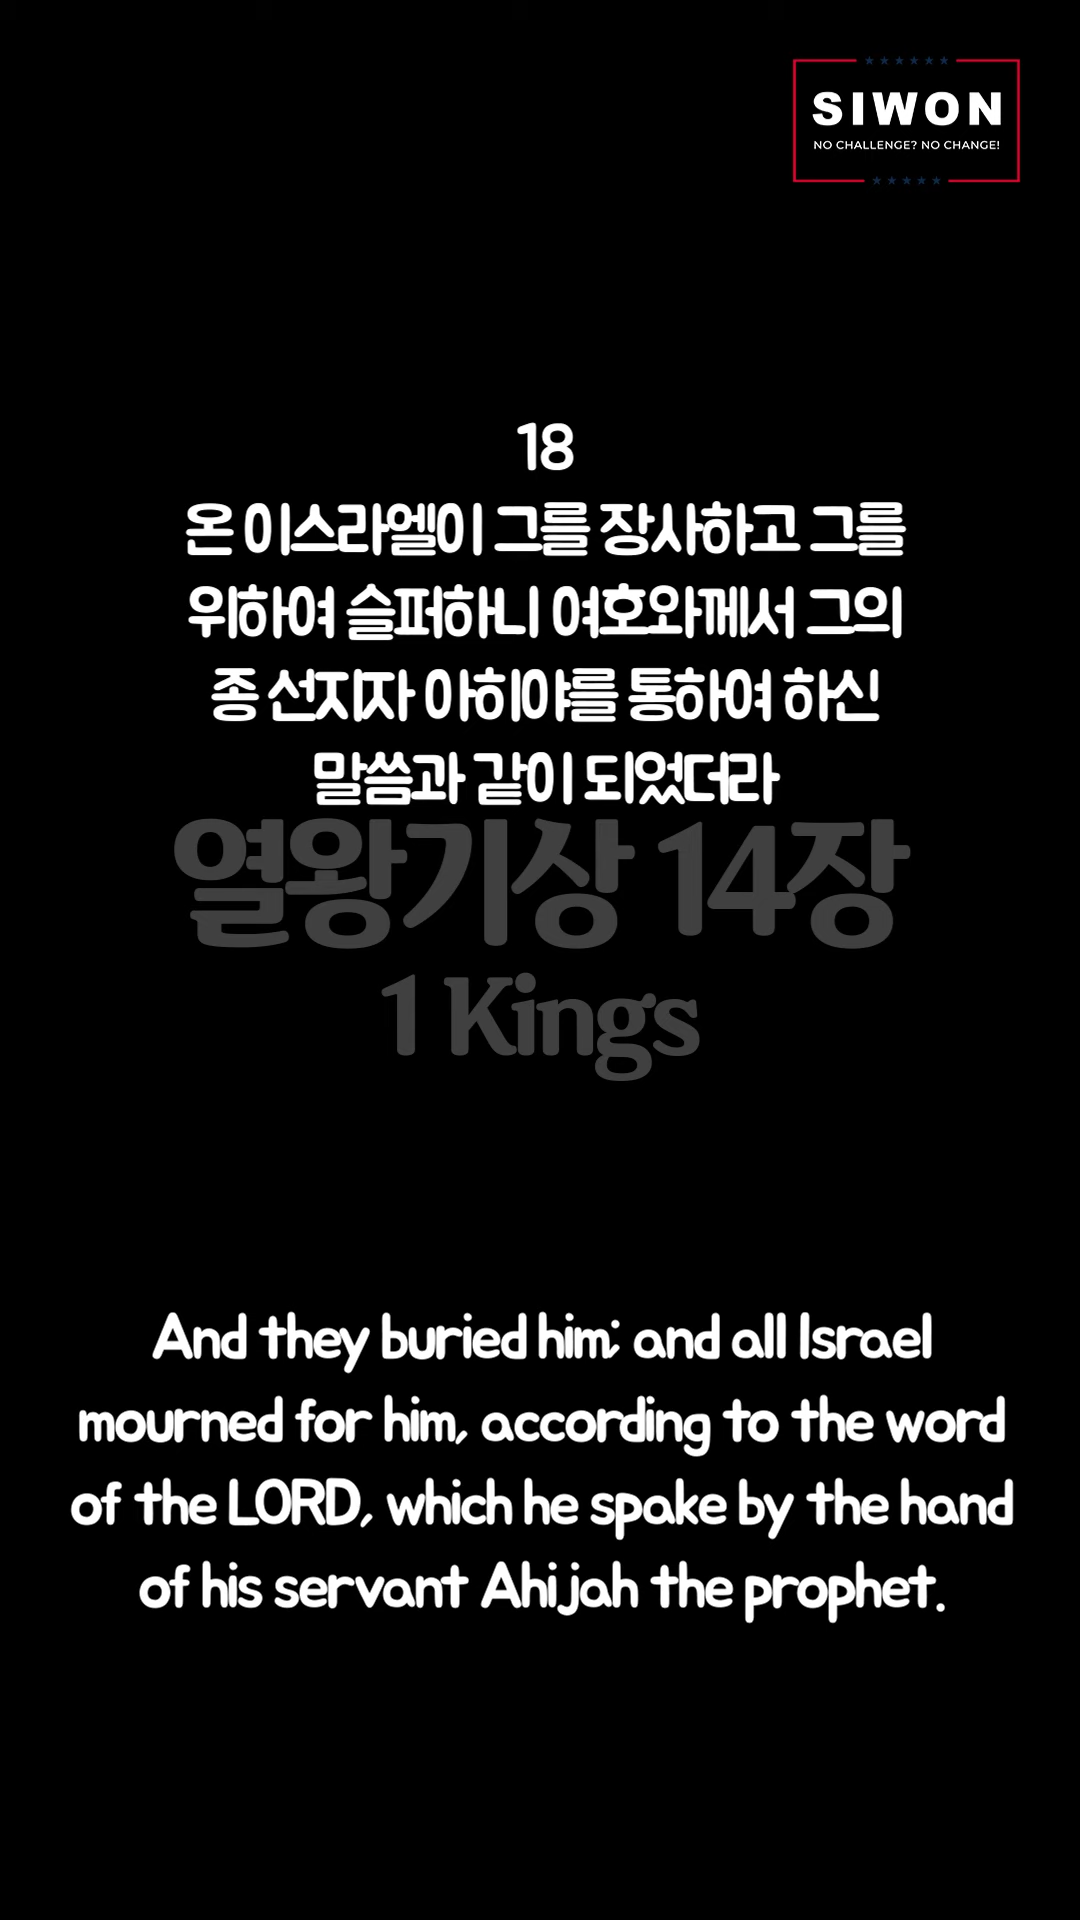 SIWON
NO CHALLENGE? NO CHANGE!
18
온 이스라엘이 그를 장사하고 그를
위하여 슬퍼하니 여호와께서 그의
종 선지자 아히야를 통하여 하신
말씀과 같이 되었더라
열왕기상 14장
1 Kings
And they buried him; and all Israel
mourned for him, according to the word
of the LORD, which he spake by the hand
of his servant Ahijah the prophet.